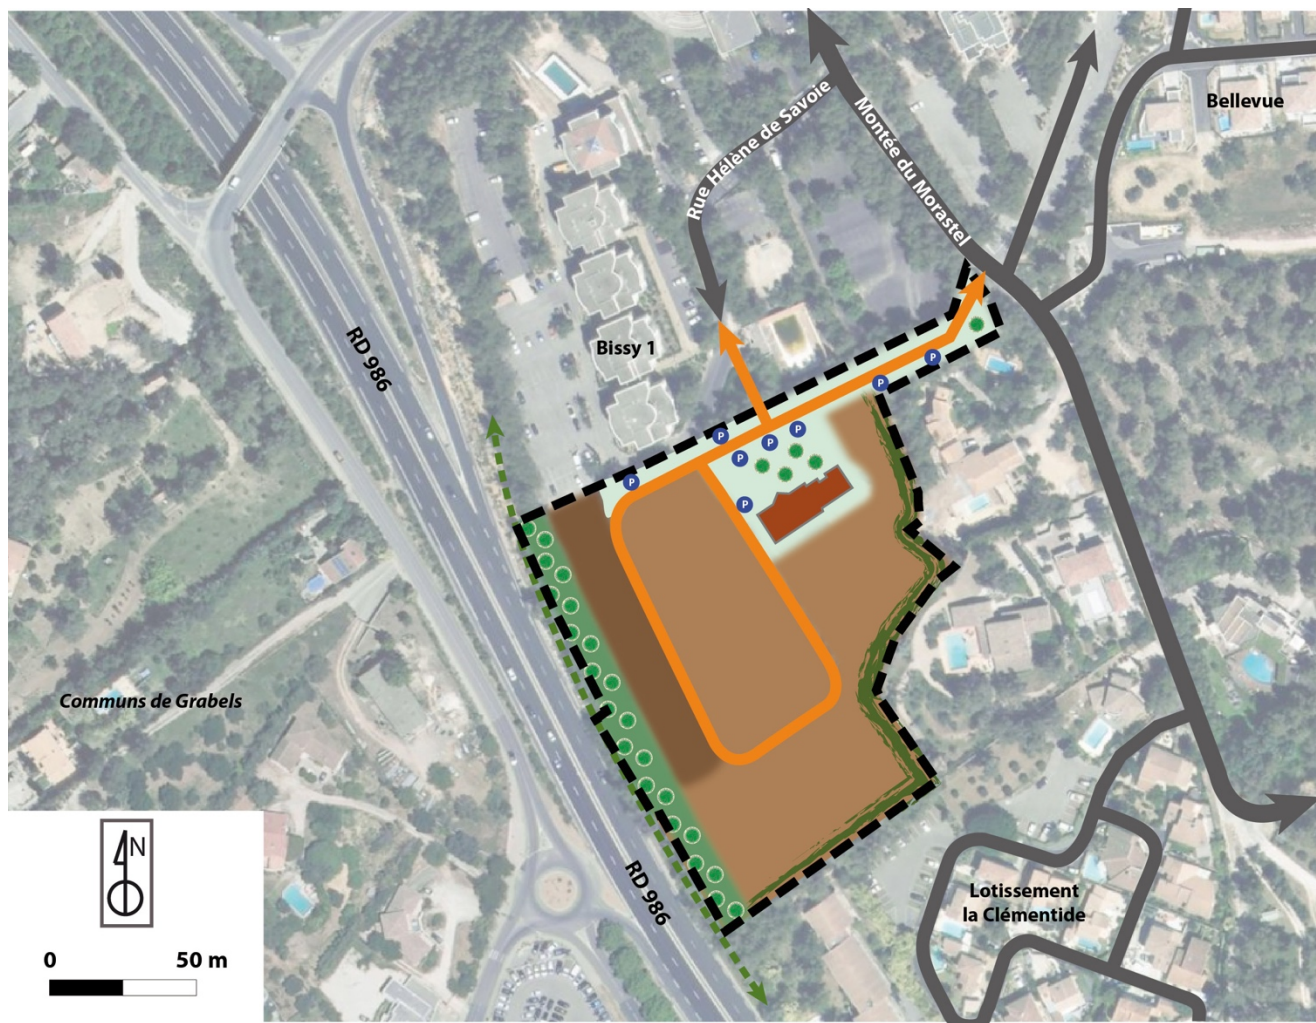 Bellevue
Rue Hélène de Savoie
Montée du Morastel
RD 986
Bissy 1
P
P
P
P
P
P
P
P
Communs de Grabels
N
RD 986
Lotissement
la Clémentide
0 50 m